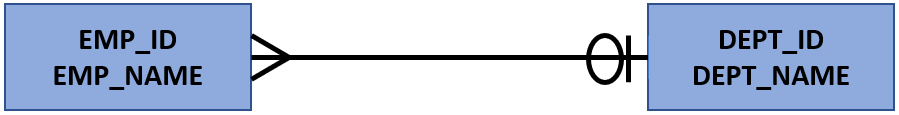 EMP_ID
EMP_NAME
DEPT_ID
DEPT_NAME